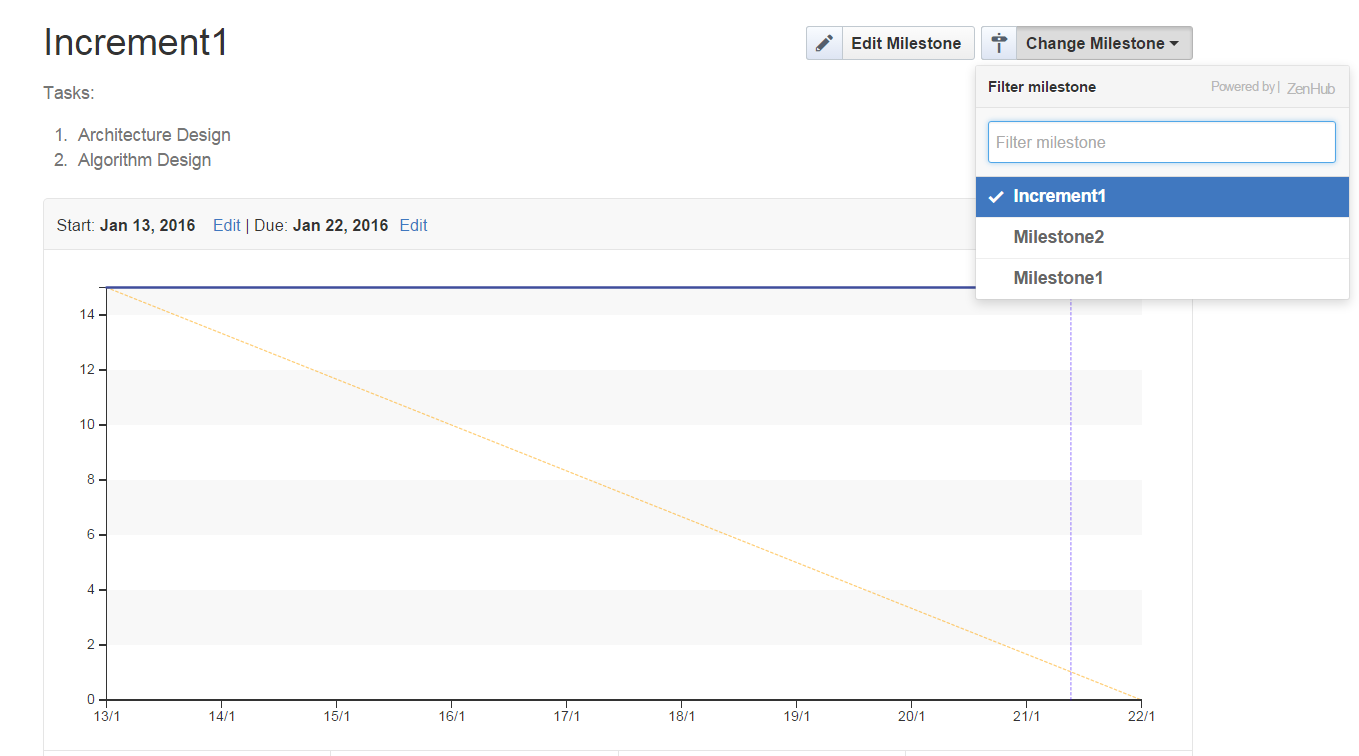 Increment1
Edit Milestone
Change Milestone
Tasks:
1. Architecture Design
2. Algorithm Design
Filter milestone
Powered by | ZenHub
Filter milestone
Increment1
Milestone2
Milestone1
Start: Jan 13, 2016 Edit | Due: Jan 22, 2016 Edit
14
12
10
8
6
4
2
0
13/1 14/1 15/1 16/1 17/1 18/1 19/1 20/1 21/1 22/1